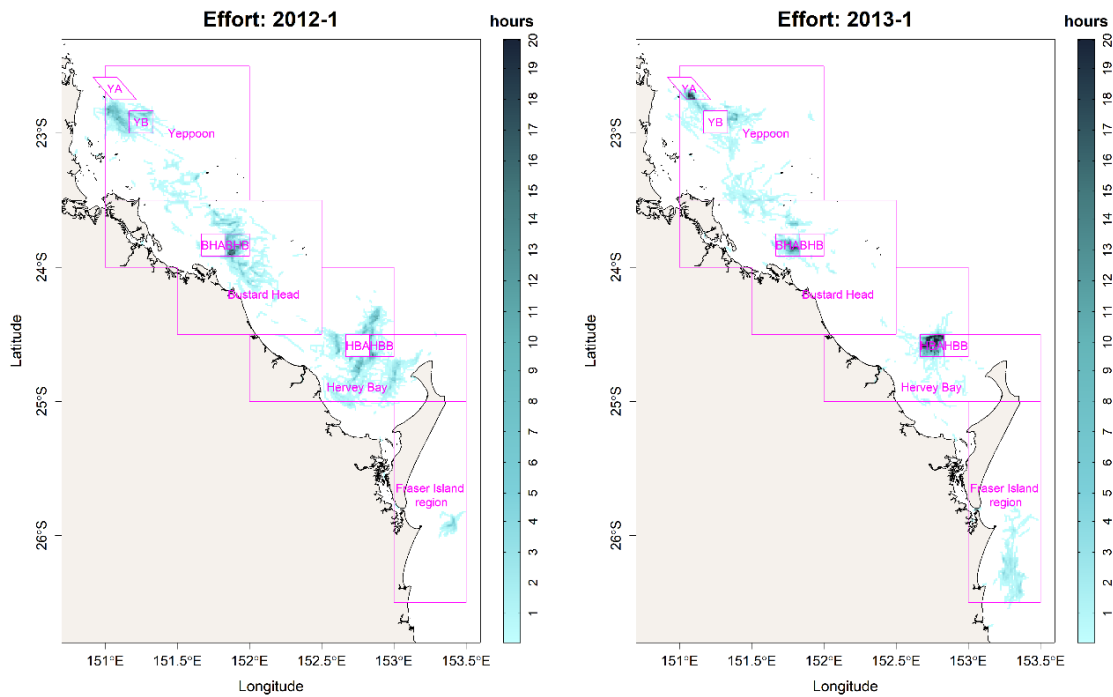 Effort: 2012-1
hours
20
19
18
17
16
15
14
13
12
11
10
9
8
7
6
5
4
3
2
1
YA
YB
Yeppoon
BHABHB
Bustard Head
HBAHBB
Hervey Bay
Fraser Island
region
Latitude
23°S
24°S
25°S
26°S
151°E
151.5°E
152°E
152.5°E
153°E
153.5°E
Longitude
Effort: 2013-1
hours
20
19
18
17
16
15
14
13
12
11
10
9
8
7
6
5
4
3
2
1
YA
YB
Yeppoon
BHABHB
Bustard Head
HBAHBB
Hervey Bay
Fraser Island
region
Latitude
23°S
24°S
25°S
26°S
151°E
151.5°E
152°E
152.5°E
153°E
153.5°E
Longitude